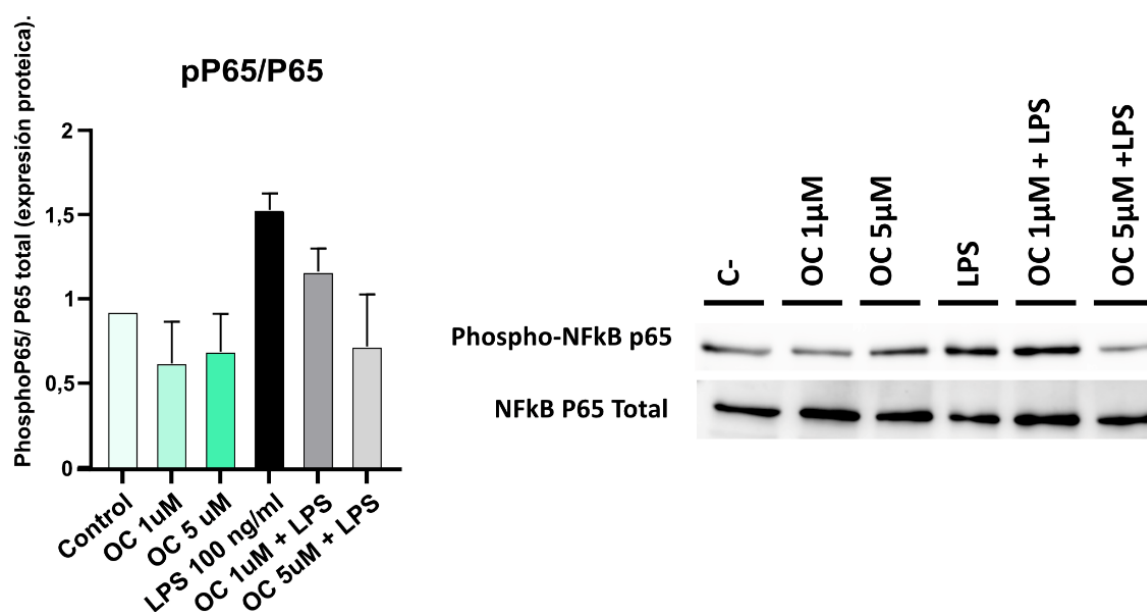 pP65/P65
PhosphoP65/ P65 total (expresión proteica).
2
1,5
1
0,5
0
Control
OC 1uM
OC 5 uM
LPS 100 ng/ml
OC 1uM + LPS
OC 5uM + LPS
C-
OC 1μM
OC 5μM
LPS
OC 1μM + LPS
OC 5μM +LPS
Phospho-NFkB p65
NFkB P65 Total